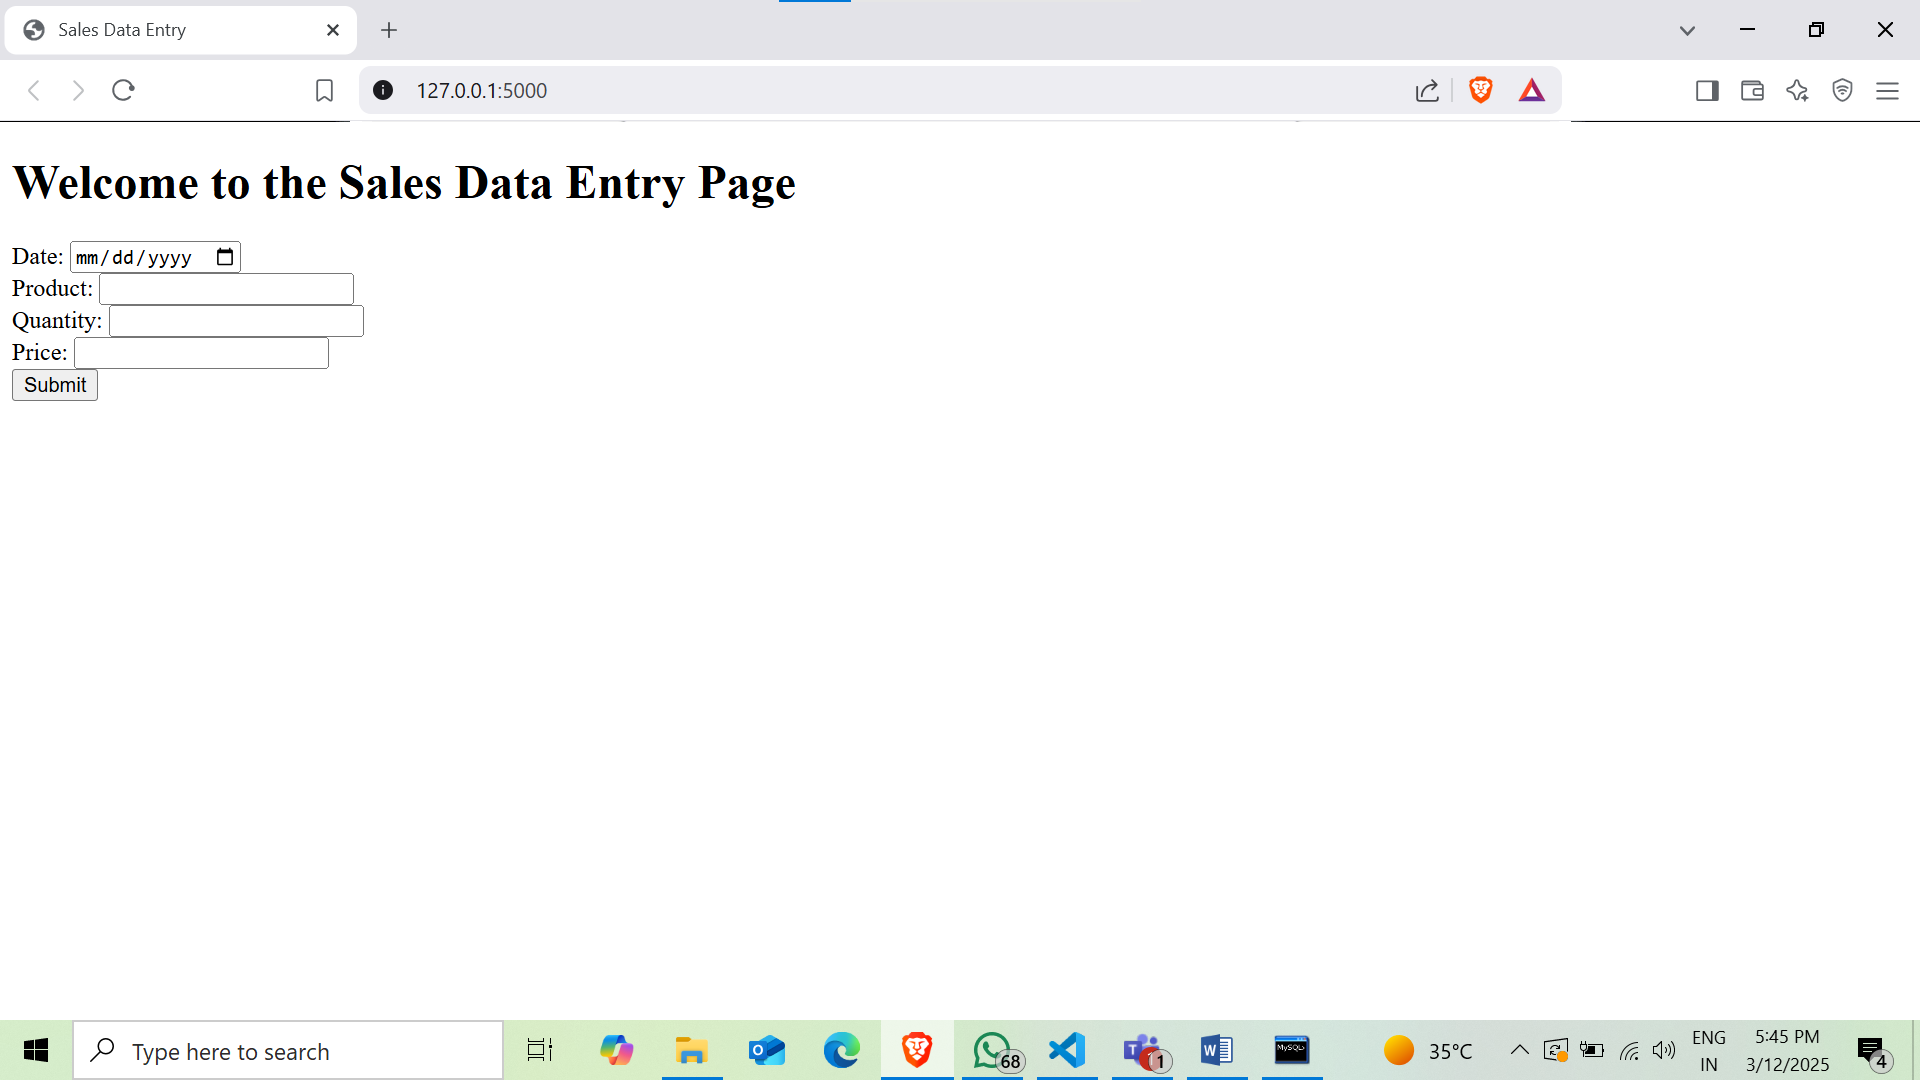 Sales Data Entry
127.0.0.1:5000
Welcome to the Sales Data Entry Page
Date: mm/dd/yyyy
Product:
Quantity:
Price:
Submit
Type here to search
68
1
MySQL
35°C
ENG
IN
5:45 PM
3/12/2025
4